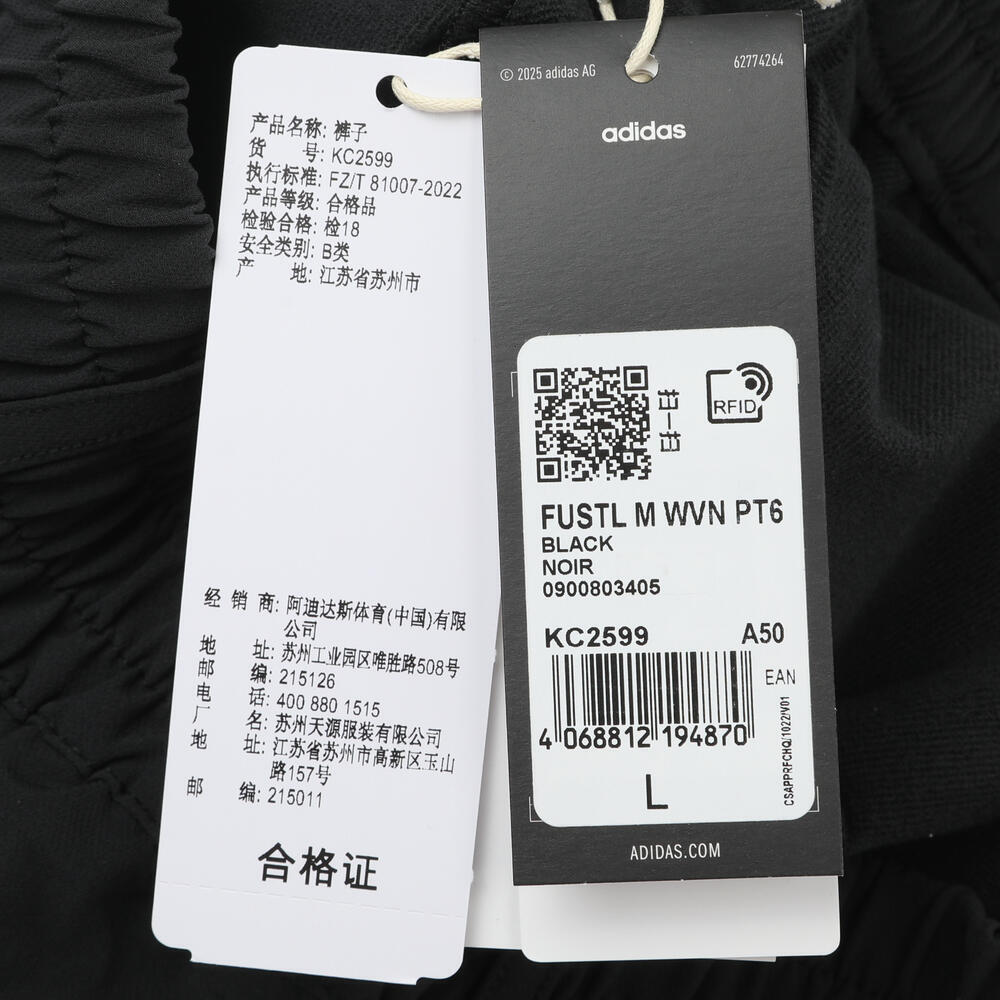 产品名称: 裤子
货 号: KC2599
执行标准: FZ/T 81007-2022
产品等级: 合格品
检验合格: 检18
安全类别: B类
产 地: 江苏省苏州市
经 销 商: 阿迪达斯体育(中国)有限
公司
地 址: 苏州工业园区唯胜路508号
邮 编: 215126
电 话: 400 880 1515
厂 名: 苏州天源服装有限公司
地 址: 江苏省苏州市高新区玉山
路157号
邮 编: 215011
合格证
© 2025 adidas AG
62774264
adidas
扫一扫
RFID
FUSTL M WVN PT6
BLACK
NOIR
0900803405
KC2599 A50
EAN
4 068812 194870
CSAPPRFCHQ/1022/V01
L
ADIDAS.COM